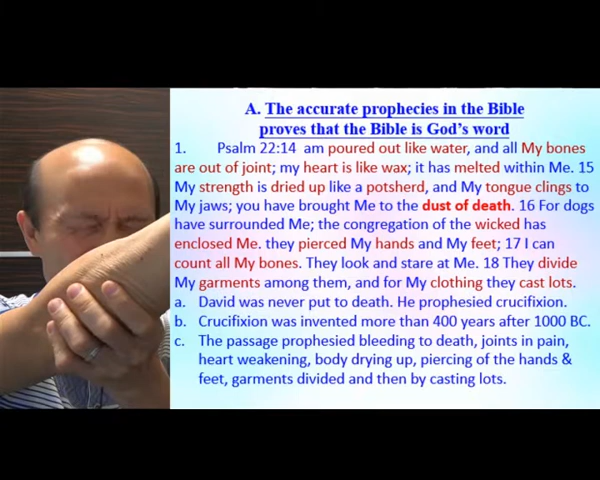 A. The accurate prophecies in the Bible
proves that the Bible is God's word
1. Psalm 22:14 am poured out like water, and all My bones
are out of joint; my heart is like wax; it has melted within Me. 15
My strength is dried up like a potsherd, and My tongue clings to
My jaws; you have brought Me to the dust of death. 16 For dogs
have surrounded Me; the congregation of the wicked has
enclosed Me. they pierced My hands and My feet; 17 I can
count all My bones. They look and stare at Me. 18 They divide
My garments among them, and for My clothing they cast lots.
a. David was never put to death. He prophesied crucifixion.
b. Crucifixion was invented more than 400 years after 1000 BC.
c. The passage prophesied bleeding to death, joints in pain,
heart weakening, body drying up, piercing of the hands &
feet, garments divided and then by casting lots.